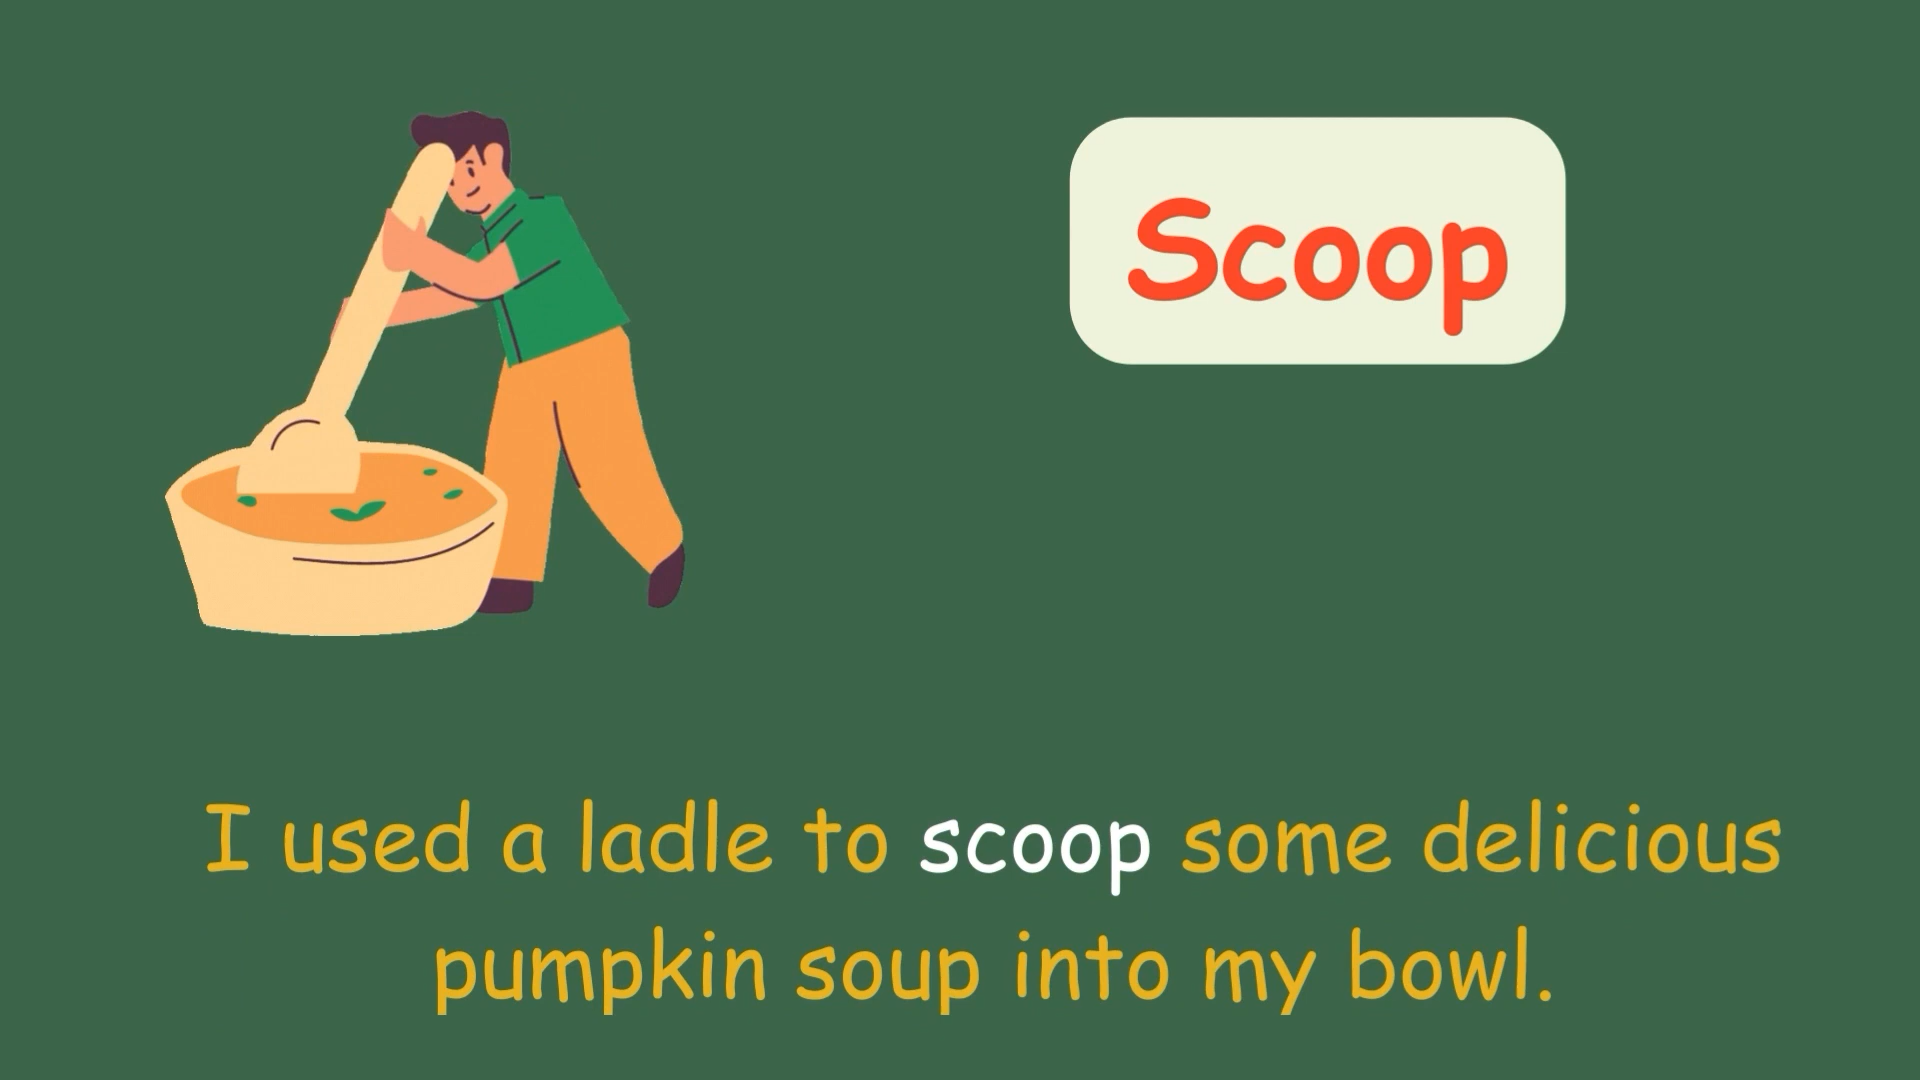 Scoop
I used a ladle to scoop some delicious
pumpkin soup into my bowl.